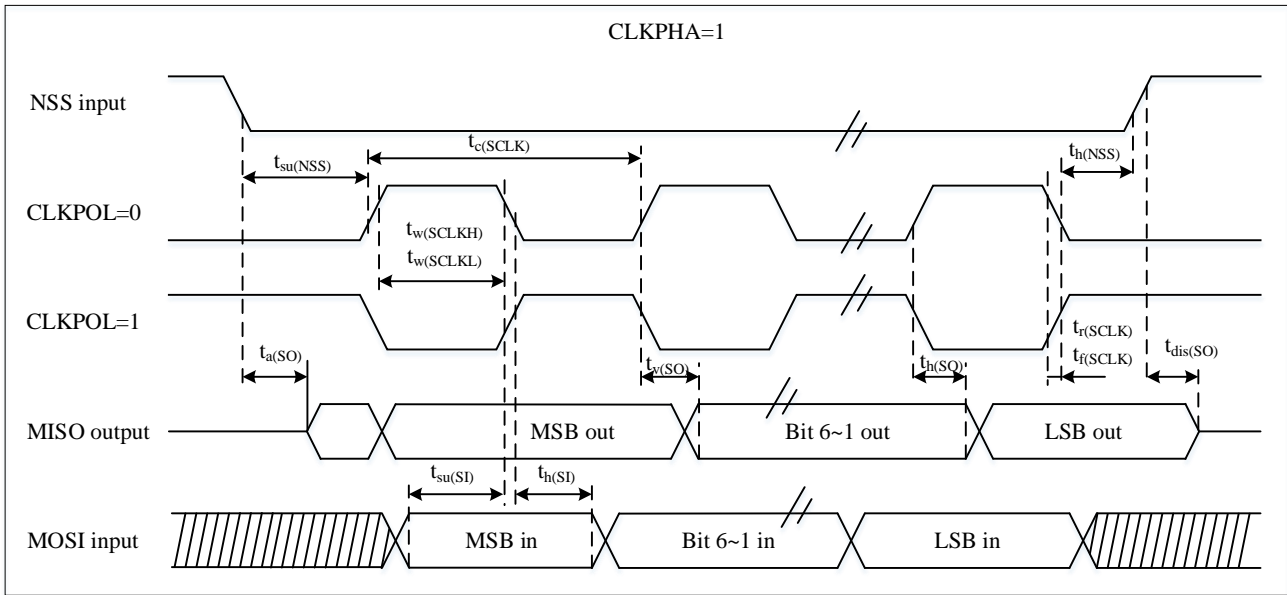 CLKPHA=1
NSS input
tc(SCLK)
tsu(NSS)
th(NSS)
CLKPOL=0
tw(SCLKH)
tw(SCLKL)
CLKPOL=1
ta(SO)
tv(SO)
th(SO)
tr(SCLK)
tf(SCLK)
tdis(SO)
MISO output
MSB out
Bit 6~1 out
LSB out
tsu(SI)
th(SI)
MOSI input
MSB in
Bit 6~1 in
LSB in